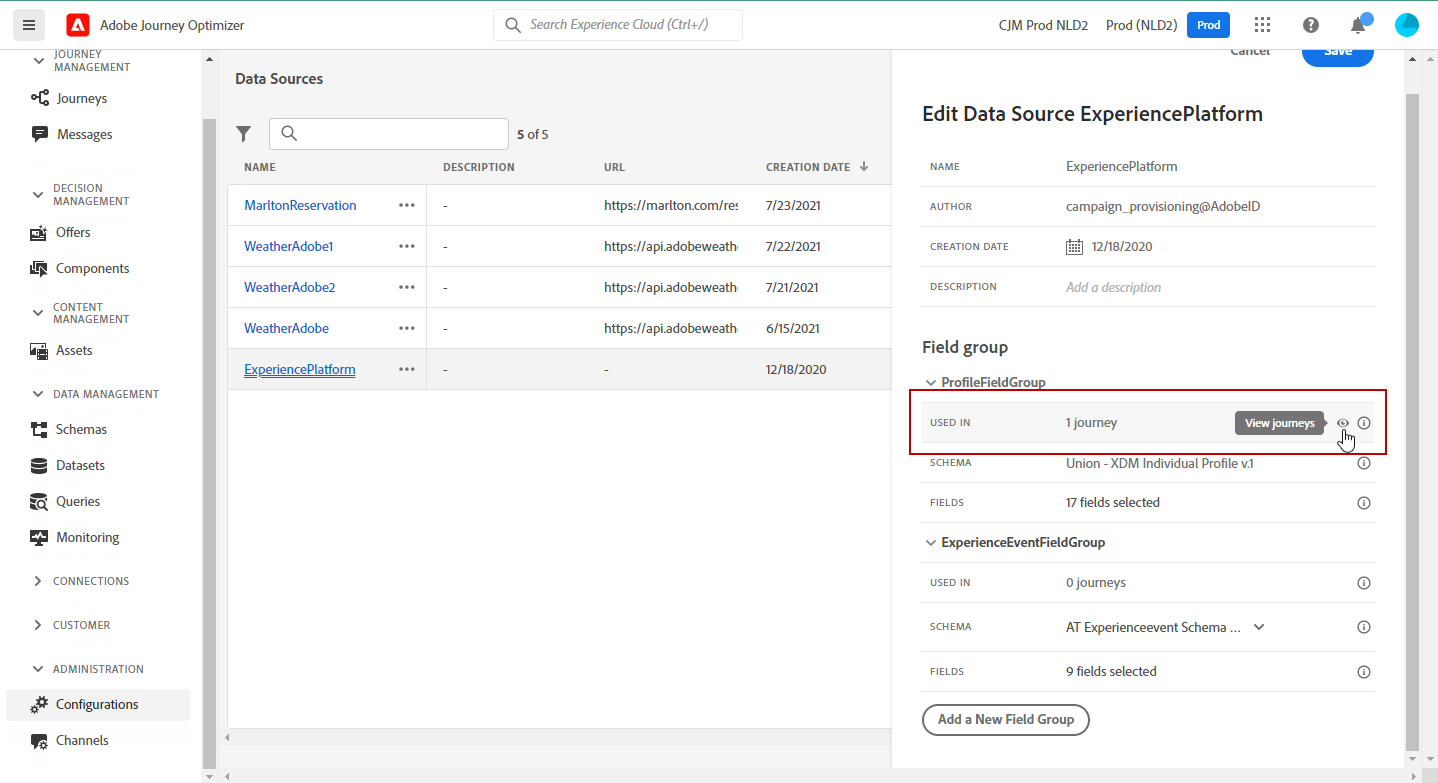 Adobe Journey Optimizer
Search Experience Cloud (Ctrl+/)
CJM Prod NLD2
Prod (NLD2)
Prod
JOURNEY
MANAGEMENT
Journeys
Messages
DECISION
MANAGEMENT
Offers
Components
CONTENT
MANAGEMENT
Assets
DATA MANAGEMENT
Schemas
Datasets
Queries
Monitoring
CONNECTIONS
CUSTOMER
ADMINISTRATION
Configurations
Channels
Data Sources
5 of 5
NAME DESCRIPTION URL CREATION DATE
MarltonReservation - https://marlton.com/res 7/23/2021
WeatherAdobe1 - https://api.adobeweath 7/22/2021
WeatherAdobe2 - https://api.adobeweath 7/21/2021
WeatherAdobe - https://api.adobeweath 6/15/2021
ExperiencePlatform - - 12/18/2020
Cancel
Save
Edit Data Source ExperiencePlatform
NAME ExperiencePlatform
AUTHOR campaign_provisioning@AdobeID
CREATION DATE 12/18/2020
DESCRIPTION Add a description
Field group
ProfileFieldGroup
USED IN 1 journey View journeys
SCHEMA Union - XDM Individual Profile v.1
FIELDS 17 fields selected
ExperienceEventFieldGroup
USED IN 0 journeys
SCHEMA AT Experienceevent Schema ...
FIELDS 9 fields selected
Add a New Field Group